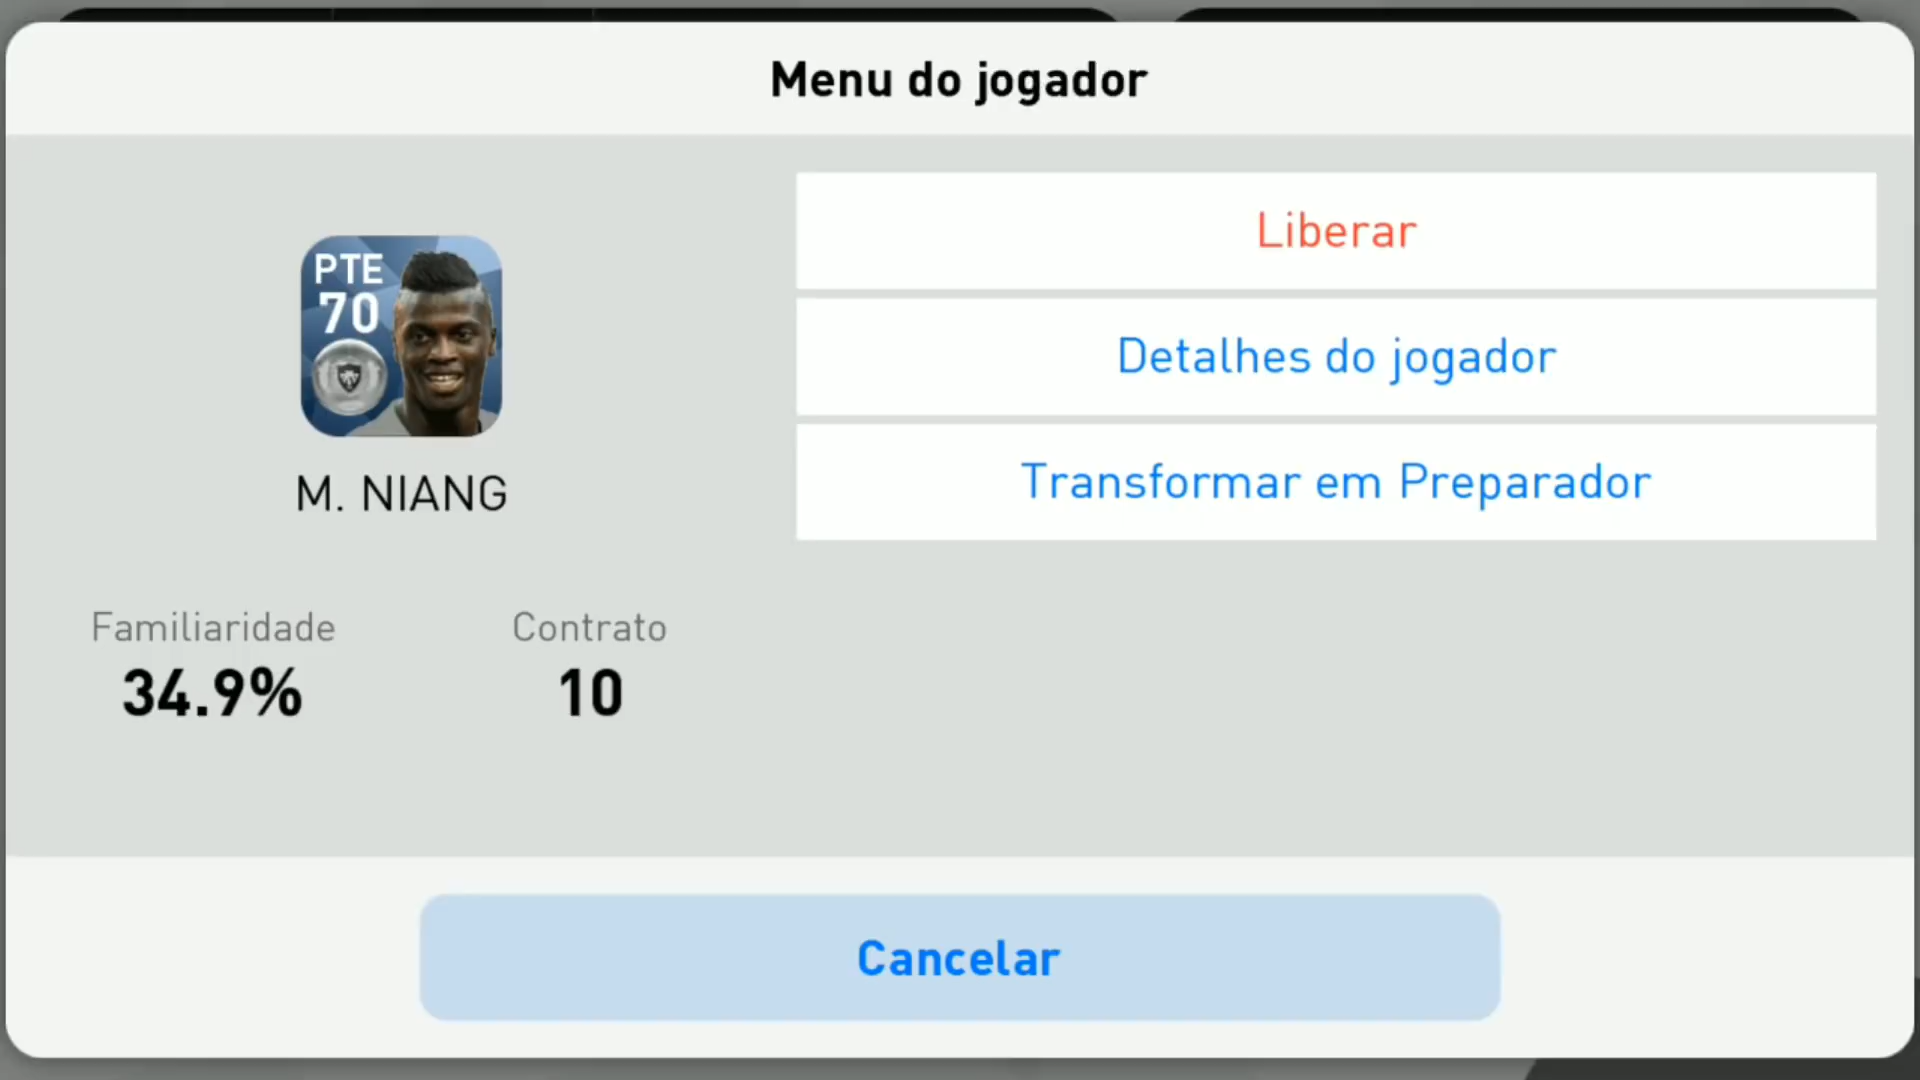 Menu do jogador
PTE
70
M. NIANG
Familiaridade
34.9%
Contrato
10
Liberar
Detalhes do jogador
Transformar em Preparador
Cancelar